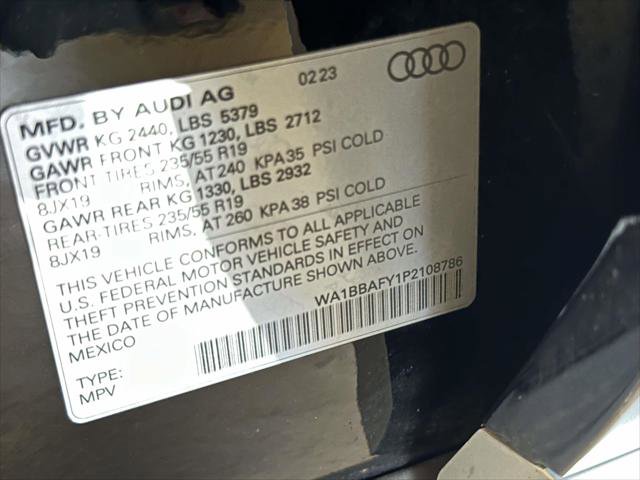 MFD. BY AUDI AG 0223
GVWR KG 2440, LBS 5379
GAWR FRONT KG 1230, LBS 2712
FRONT TIRES 235/55 R19
8JX19 RIMS, AT 240 KPA 35 PSI COLD
GAWR REAR KG 1330, LBS 2932
REAR-TIRES 235/55 R19
8JX19 RIMS, AT 260 KPA 38 PSI COLD
THIS VEHICLE CONFORMS TO ALL APPLICABLE
U.S. FEDERAL MOTOR VEHICLE SAFETY AND
THEFT PREVENTION STANDARDS IN EFFECT ON
THE DATE OF MANUFACTURE SHOWN ABOVE.
MEXICO WA1BBAFY1P2108786
TYPE:
MPV